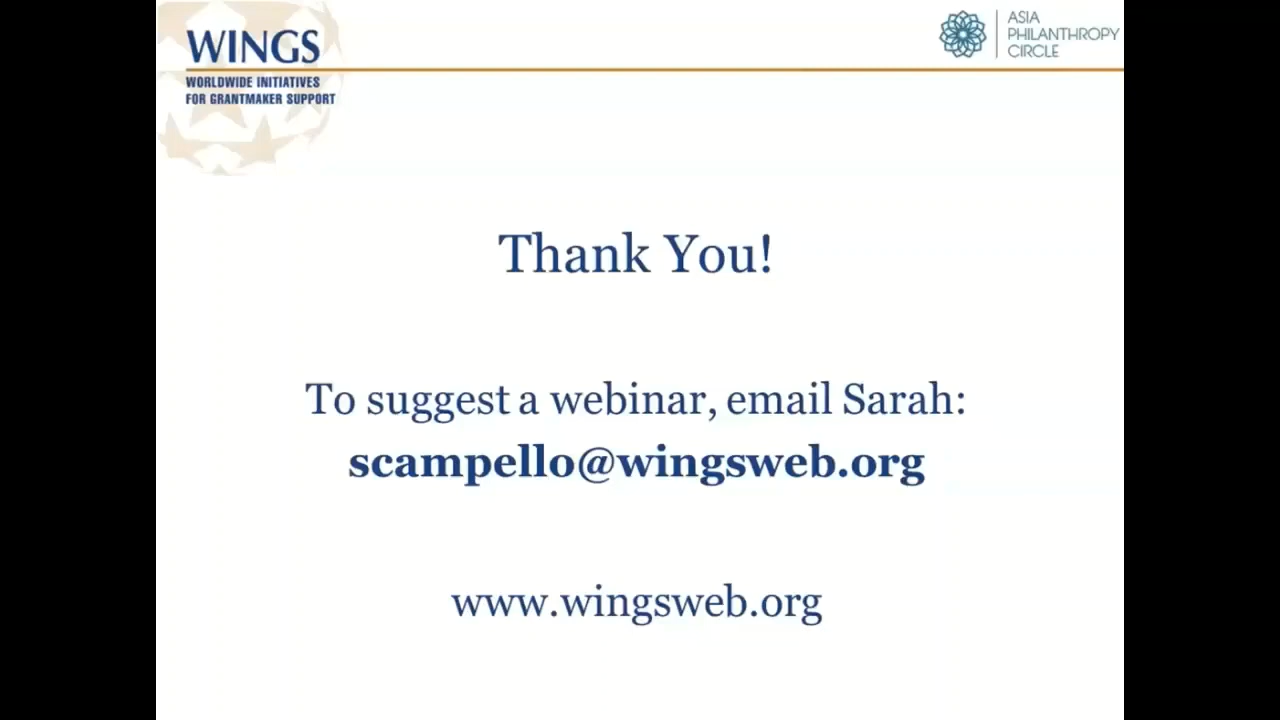 WINGS
WORLDWIDE INITIATIVES
FOR GRANTMAKER SUPPORT
ASIA
PHILANTHROPY
CIRCLE
Thank You!
To suggest a webinar, email Sarah:
scampello@wingsweb.org
www.wingsweb.org